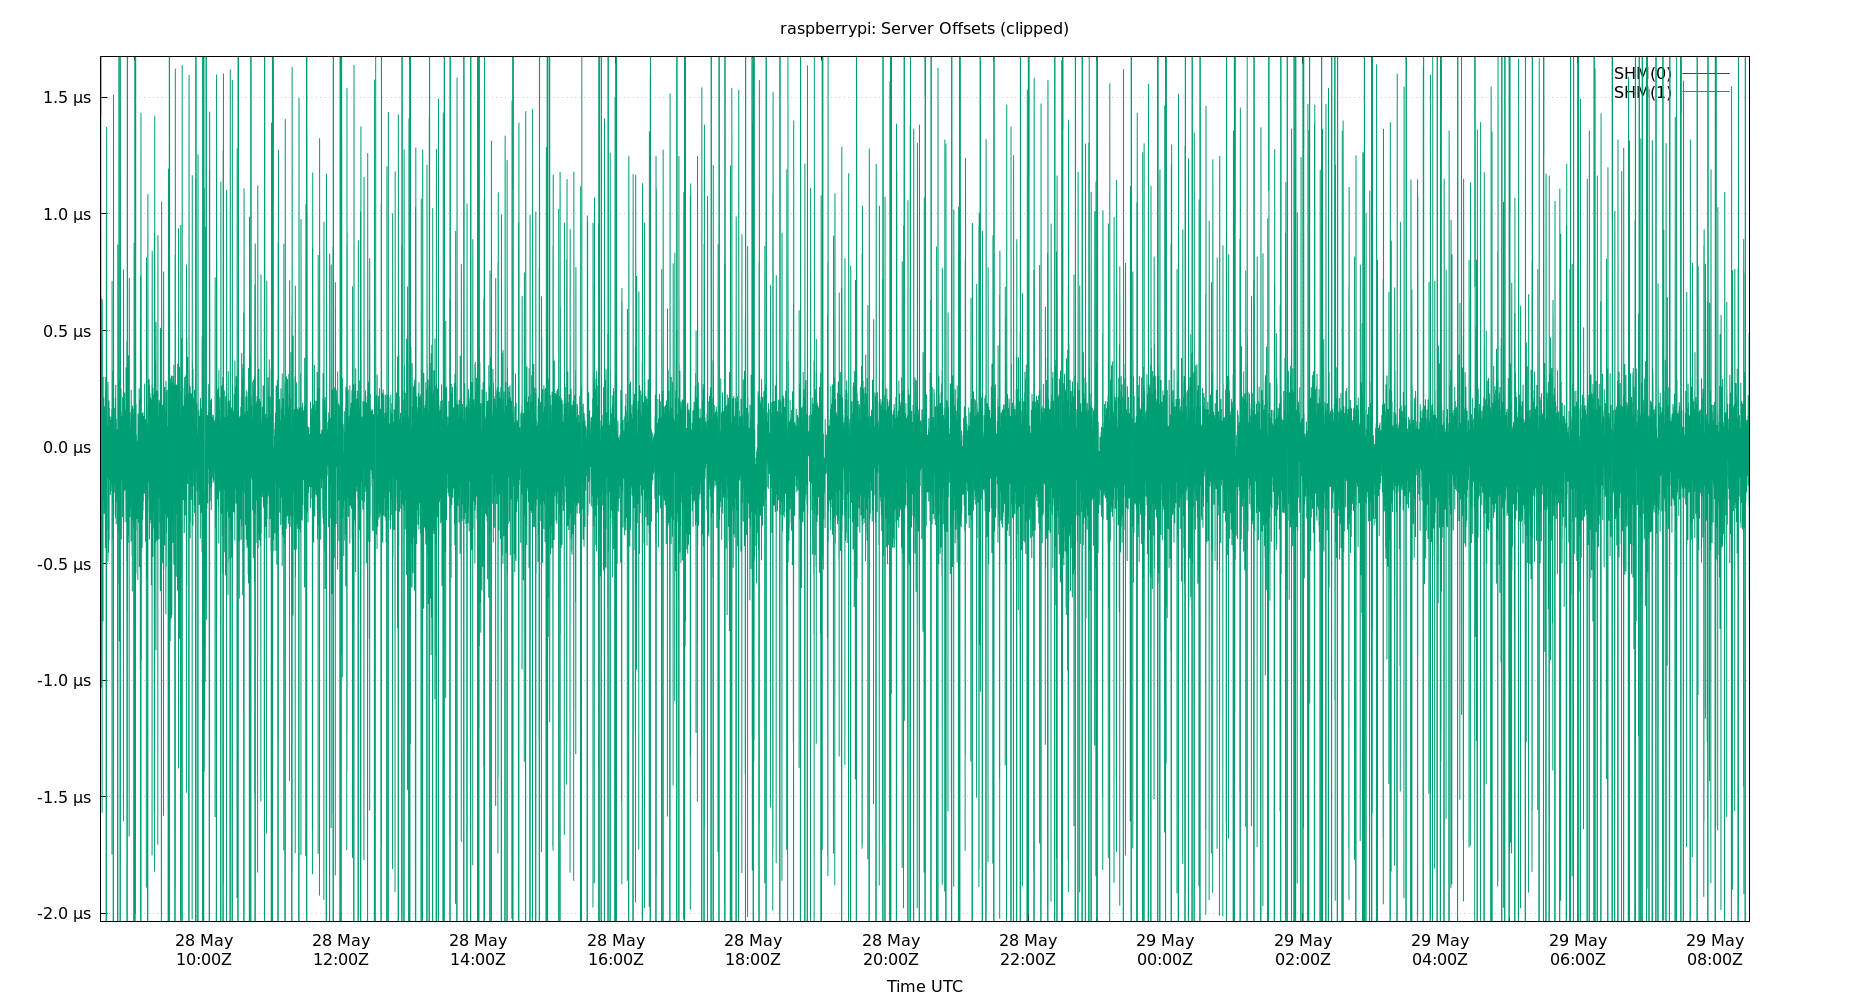 raspberrypi: Server Offsets (clipped)
SHM(0)
SHM(1)
1.5 µs
1.0 µs
0.5 µs
0.0 µs
-0.5 µs
-1.0 µs
-1.5 µs
-2.0 µs
28 May 28 May 28 May 28 May 28 May 28 May 28 May 29 May 29 May 29 May 29 May 29 May
10:00Z 12:00Z 14:00Z 16:00Z 18:00Z 20:00Z 22:00Z 00:00Z 02:00Z 04:00Z 06:00Z 08:00Z
Time UTC